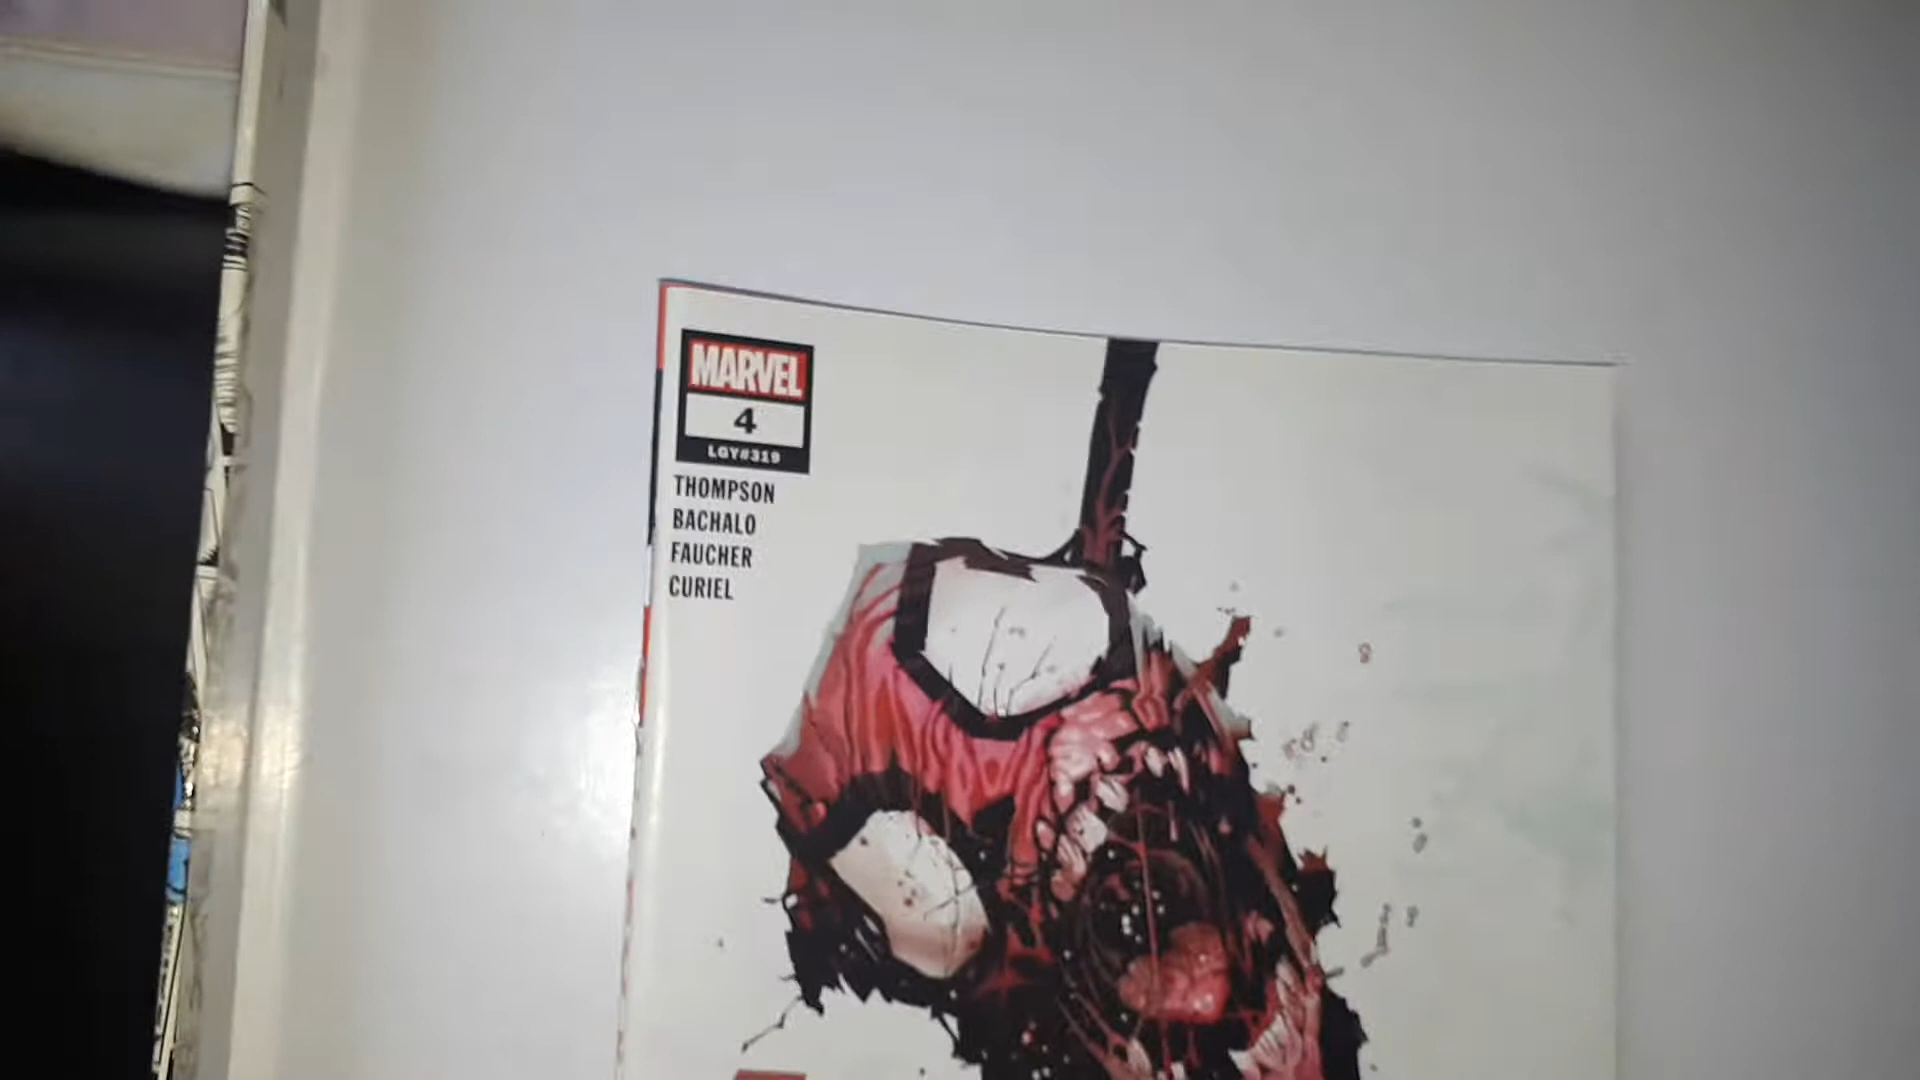 MARVEL
4
LGY#319
THOMPSON
BACHALO
FAUCHER
CURIEL